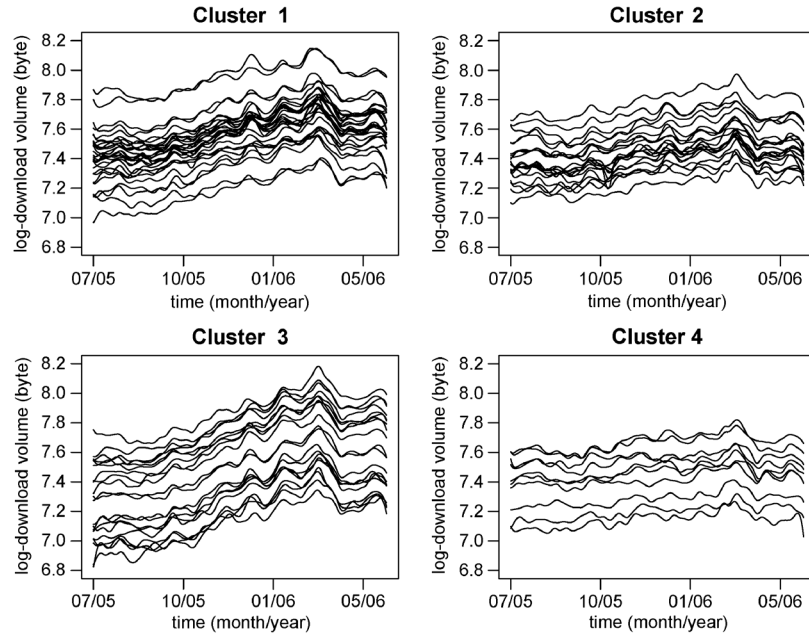 Cluster 1
log-download volume (byte)
8.2
8.0
7.8
7.6
7.4
7.2
7.0
6.8
07/05 10/05 01/06 05/06
time (month/year)
Cluster 2
log-download volume (byte)
8.2
8.0
7.8
7.6
7.4
7.2
7.0
6.8
07/05 10/05 01/06 05/06
time (month/year)
Cluster 3
log-download volume (byte)
8.2
8.0
7.8
7.6
7.4
7.2
7.0
6.8
07/05 10/05 01/06 05/06
time (month/year)
Cluster 4
log-download volume (byte)
8.2
8.0
7.8
7.6
7.4
7.2
7.0
6.8
07/05 10/05 01/06 05/06
time (month/year)